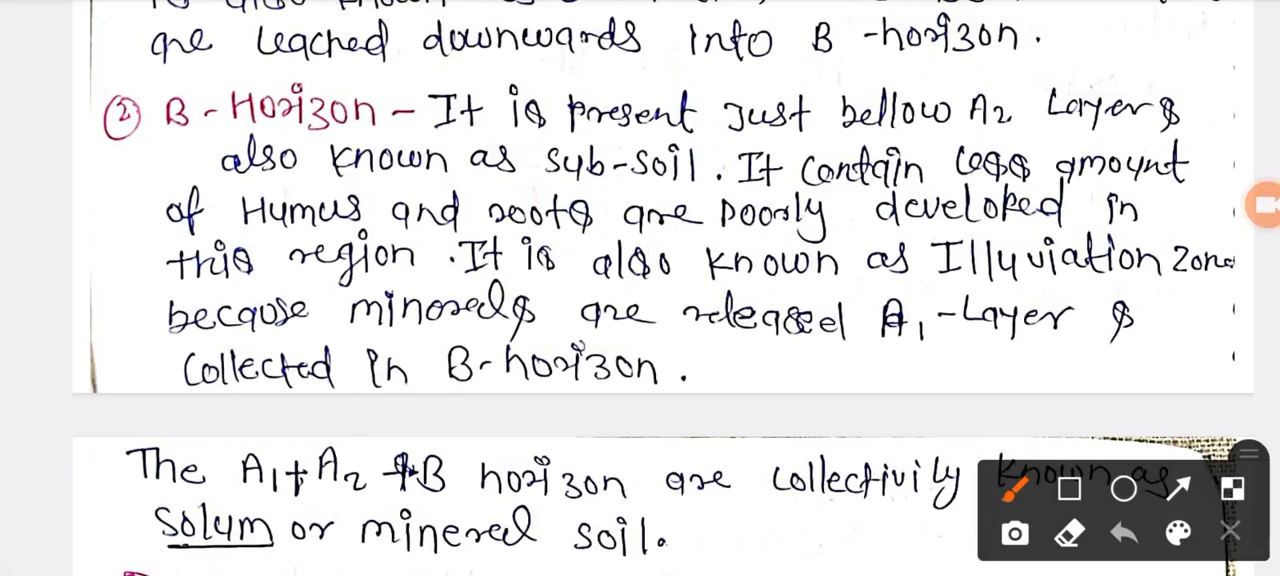 are leached downwards into B-horizon.
② B-Horizon - It is present just bellow A2 Layer &
also known as sub-soil. It contain less amount
of Humus and roots are poorly developed in
this region. It is also known as Illuviation zone
because minorels are released A1-Layer &
collected in B-horizon.
The A1+A2+B horizon are collectivily known as
solum or minerel soil.